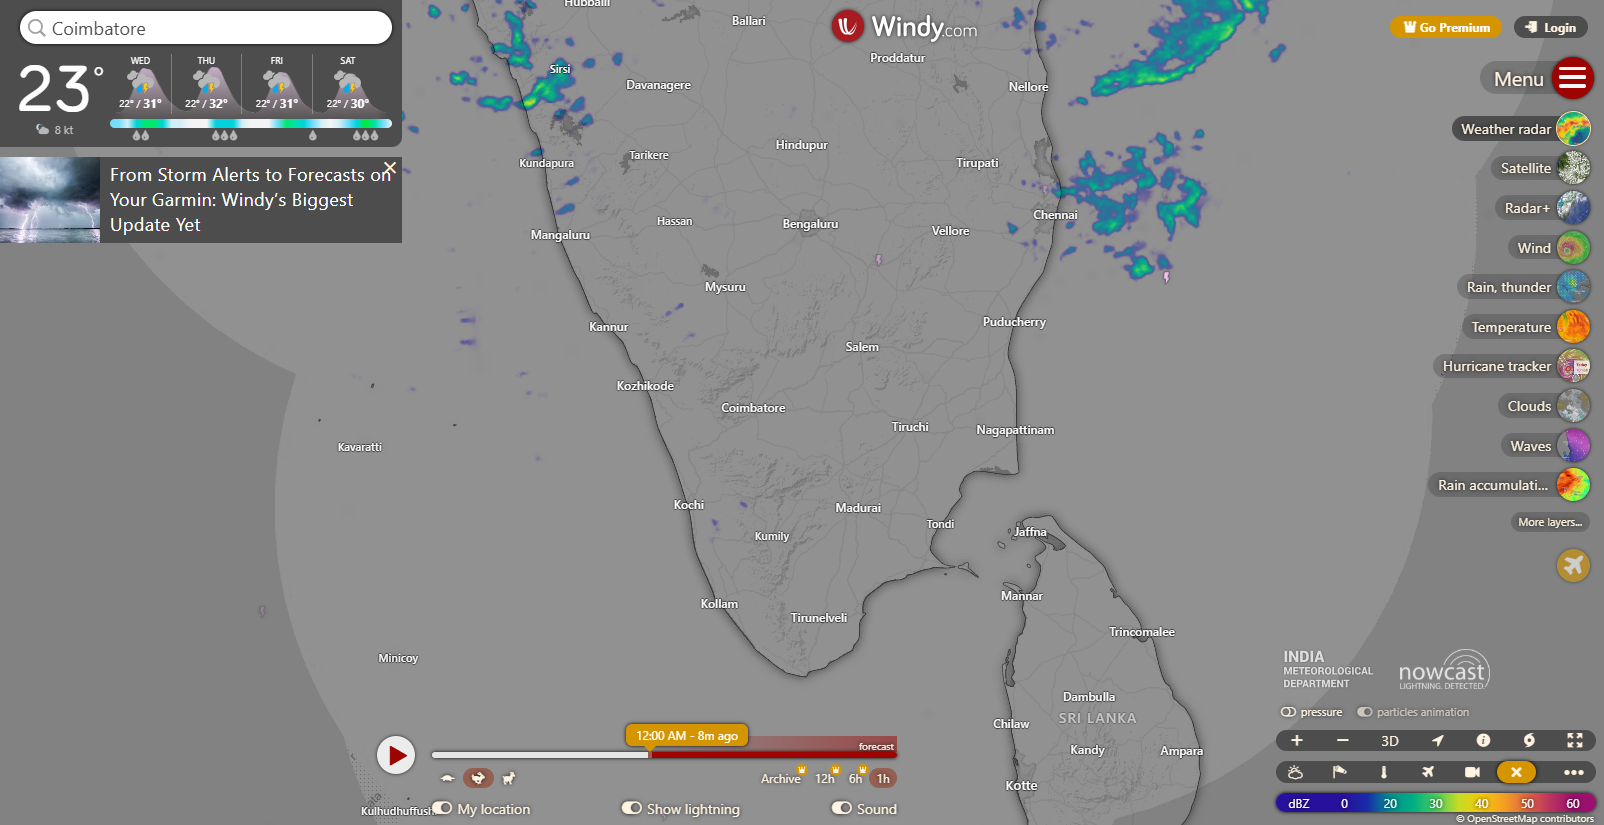 Coimbatore
23°
8 kt
WED THU FRI SAT
22° / 31° 22° / 32° 22° / 31° 22° / 30°
From Storm Alerts to Forecasts on
Your Garmin: Windy’s Biggest
Update Yet
Windy.com
Go Premium
Login
Menu
Weather radar
Satellite
Radar+
Wind
Rain, thunder
Temperature
Hurricane tracker
Clouds
Waves
Rain accumulati...
More layers...
Hubballi
Ballari
Proddatur
Sirsi
Davanagere
Nellore
Kundapura
Tarikere
Hindupur
Tirupati
Mangaluru
Hassan
Bengaluru
Vellore
Chennai
Mysuru
Kannur
Salem
Puducherry
Kozhikode
Coimbatore
Tiruchi
Nagapattinam
Kavaratti
Kochi
Madurai
Kumily
Tondi
Jaffna
Kollam
Tirunelveli
Mannar
Trincomalee
Minicoy
Dambulla
Chilaw
SRI LANKA
Kandy
Ampara
Kotte
Kulhudhuffush
INDIA
METEOROLOGICAL
DEPARTMENT
nowcast
LIGHTNING. DETECTED.
pressure
particles animation
12:00 AM - 8m ago
forecast
Archive 12h 6h 1h
My location
Show lightning
Sound
+ − 3D
dBZ 0 20 30 40 50 60
© OpenStreetMap contributors